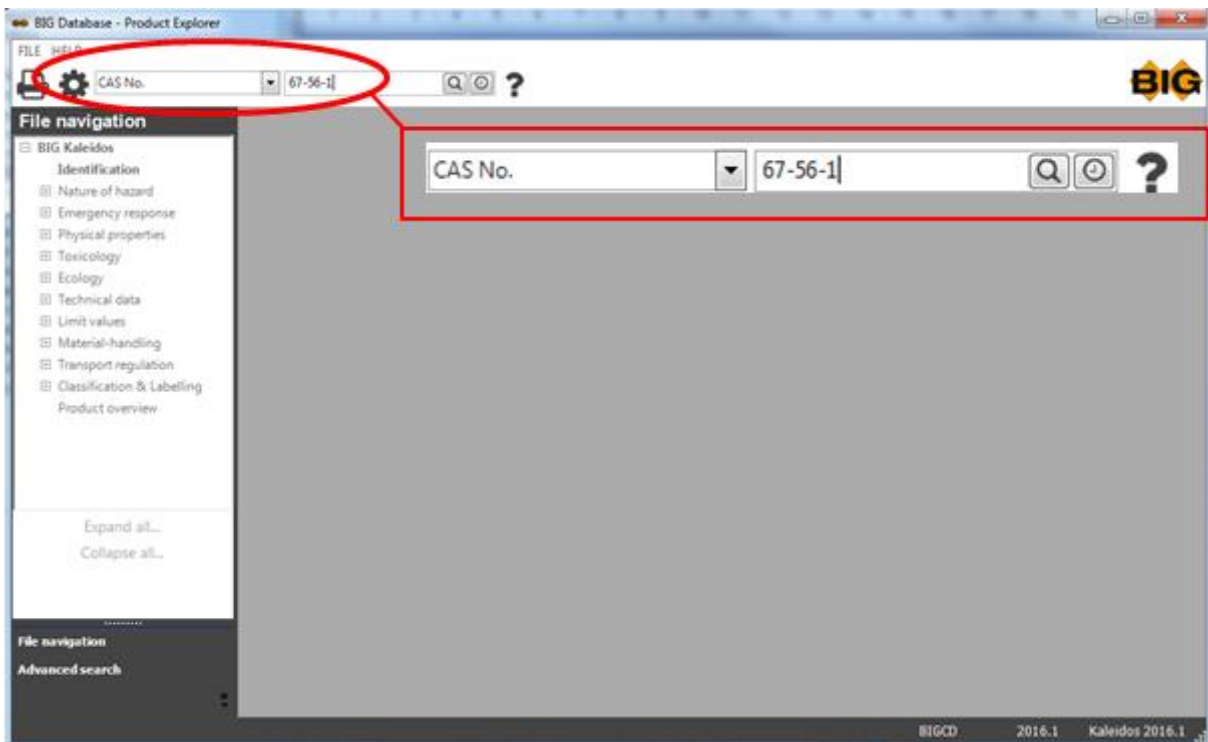 BIG Database - Product Explorer
FILE HELP
CAS No. 67-56-1 ?
BIG
File navigation
BIG Kaleidos
Identification
Nature of hazard
Emergency response
Physical properties
Toxicology
Ecology
Technical data
Limit values
Material-handling
Transport regulation
Classification & Labelling
Product overview
CAS No. 67-56-1 ?
Expand all...
Collapse all...
File navigation
Advanced search
BIGCD 2016.1 Kaleidos 2016.1